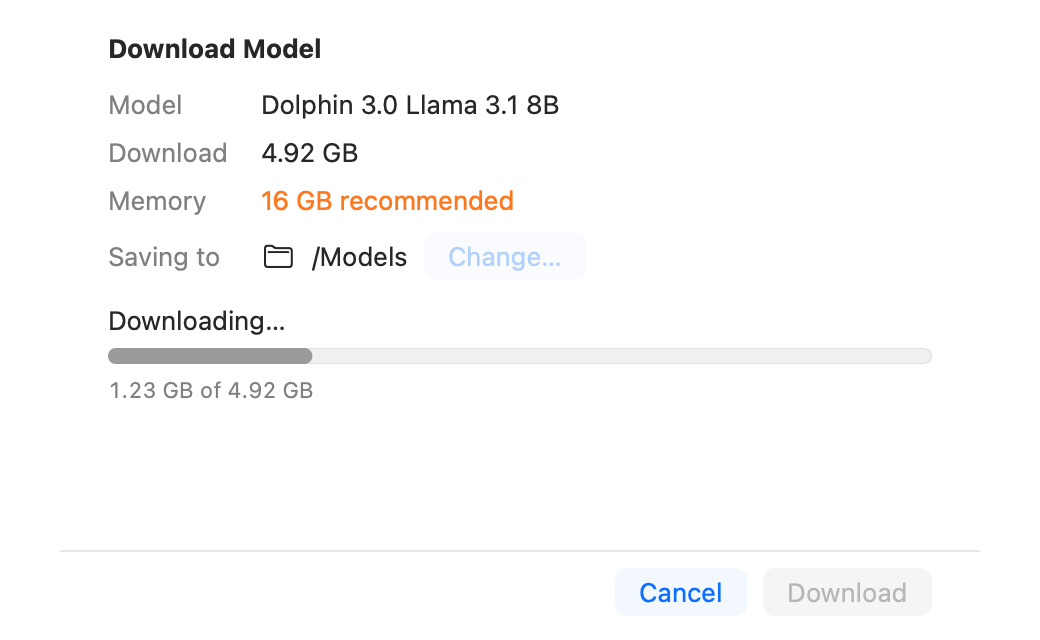 Download Model
Model Dolphin 3.0 Llama 3.1 8B
Download 4.92 GB
Memory 16 GB recommended
Saving to /Models Change...
Downloading...
1.23 GB of 4.92 GB
Cancel Download